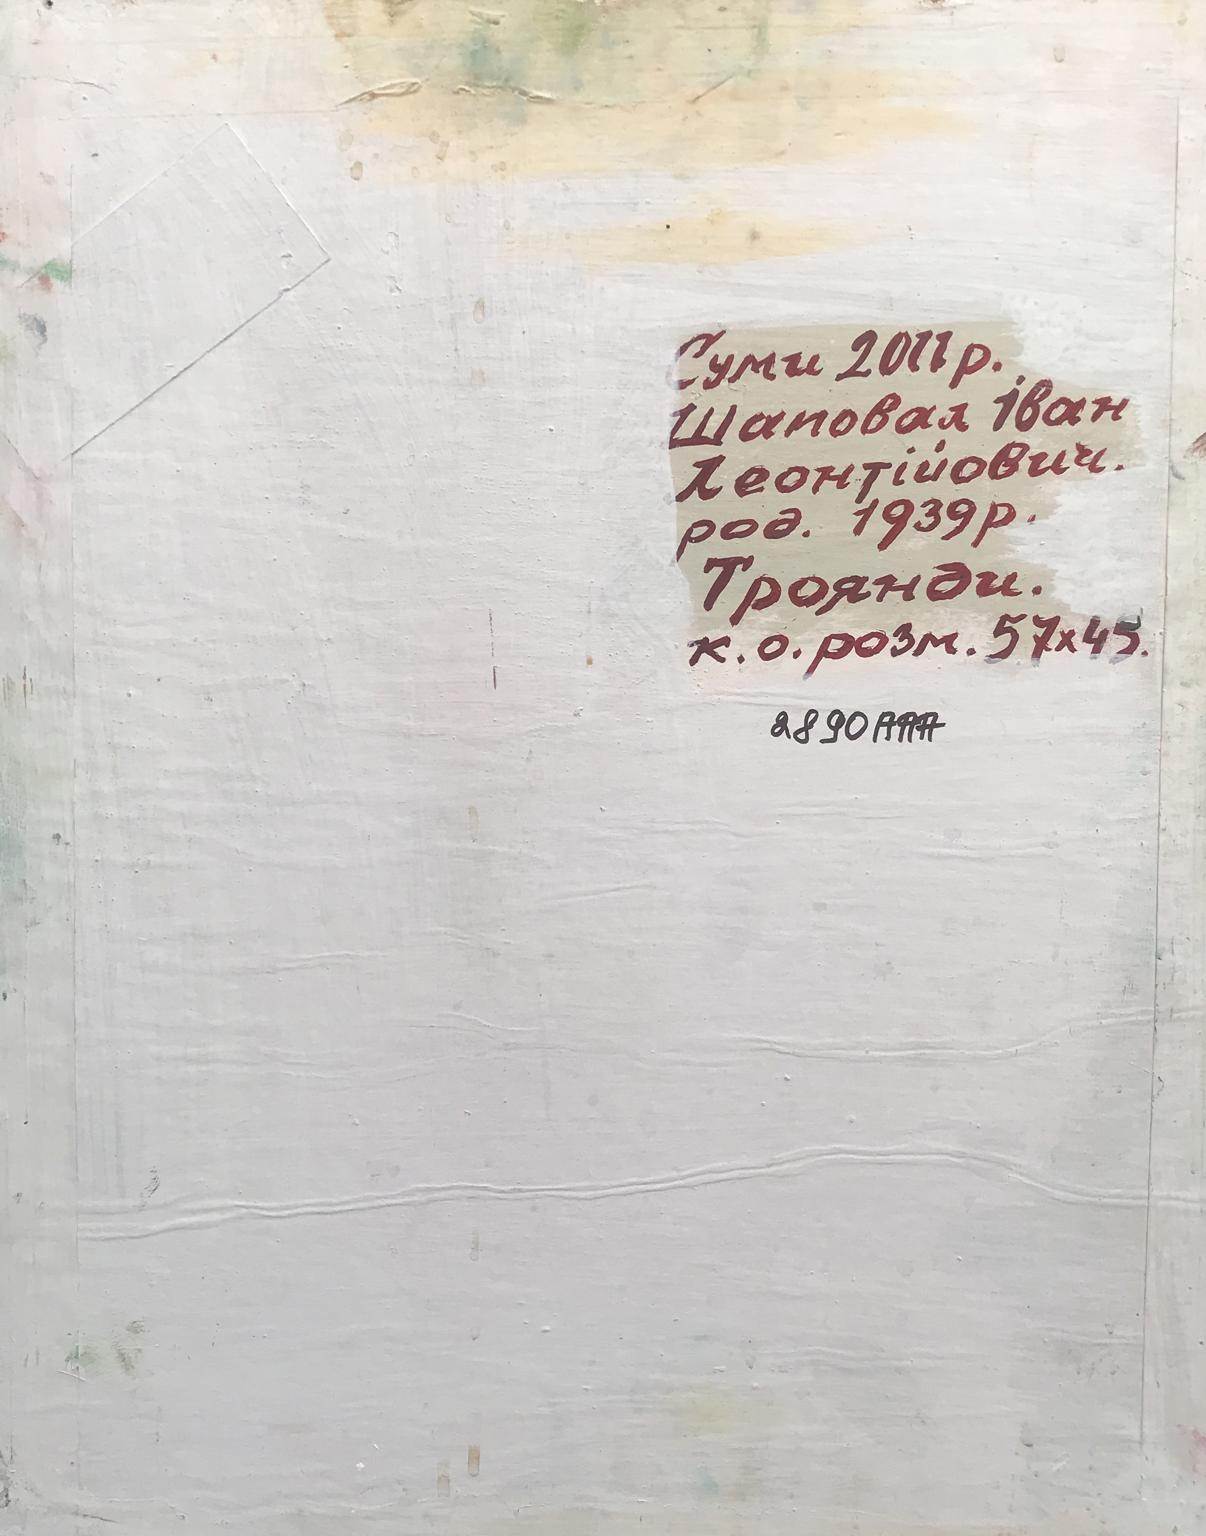 Суми 2011р.
Шаповал Іван
Леонтійович.
род. 1939р.
Троянди.
к.о.розм.57х45.
2890ААА